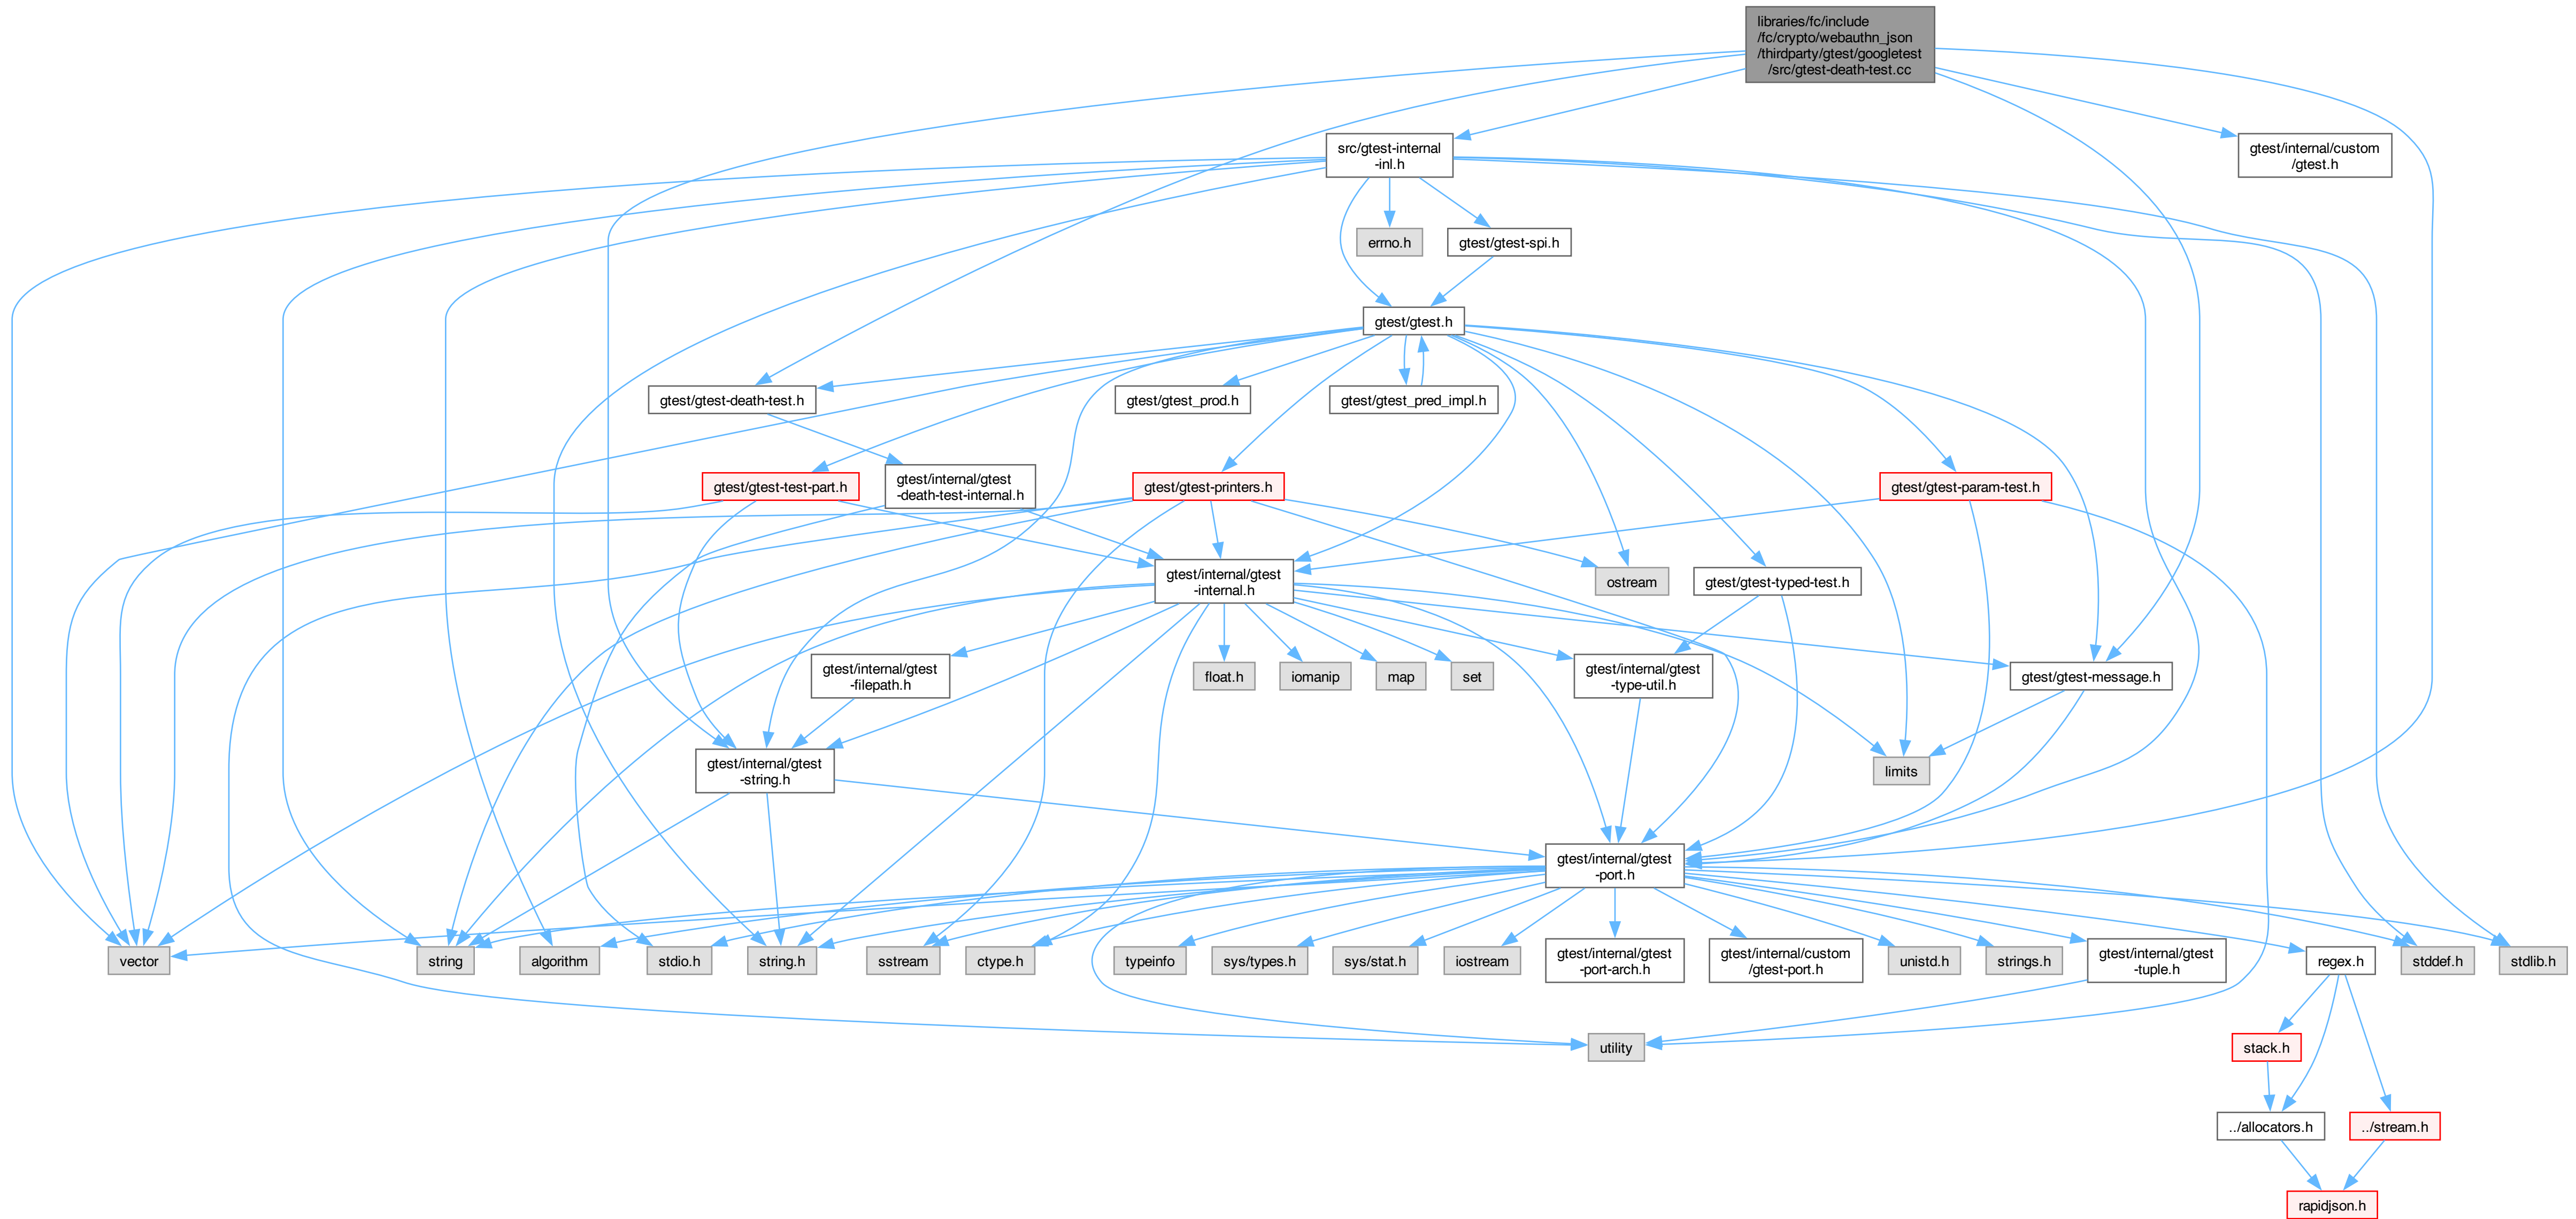 libraries/fc/include
/fc/crypto/webauthn_json
/thirdparty/gtest/googletest
/src/gtest-death-test.cc
src/gtest-internal
-inl.h
gtest/internal/custom
/gtest.h
errno.h
gtest/gtest-spi.h
gtest/gtest.h
gtest/gtest-death-test.h
gtest/gtest_prod.h
gtest/gtest_pred_impl.h
gtest/gtest-test-part.h
gtest/internal/gtest
-death-test-internal.h
gtest/gtest-printers.h
gtest/gtest-param-test.h
gtest/internal/gtest
-internal.h
ostream
gtest/gtest-typed-test.h
gtest/internal/gtest
-filepath.h
float.h
iomanip
map
set
gtest/internal/gtest
-type-util.h
gtest/gtest-message.h
gtest/internal/gtest
-string.h
limits
gtest/internal/gtest
-port.h
vector
string
algorithm
stdio.h
string.h
sstream
ctype.h
typeinfo
sys/types.h
sys/stat.h
iostream
gtest/internal/gtest
-port-arch.h
gtest/internal/custom
/gtest-port.h
unistd.h
strings.h
gtest/internal/gtest
-tuple.h
regex.h
stddef.h
stdlib.h
utility
stack.h
../allocators.h
../stream.h
rapidjson.h